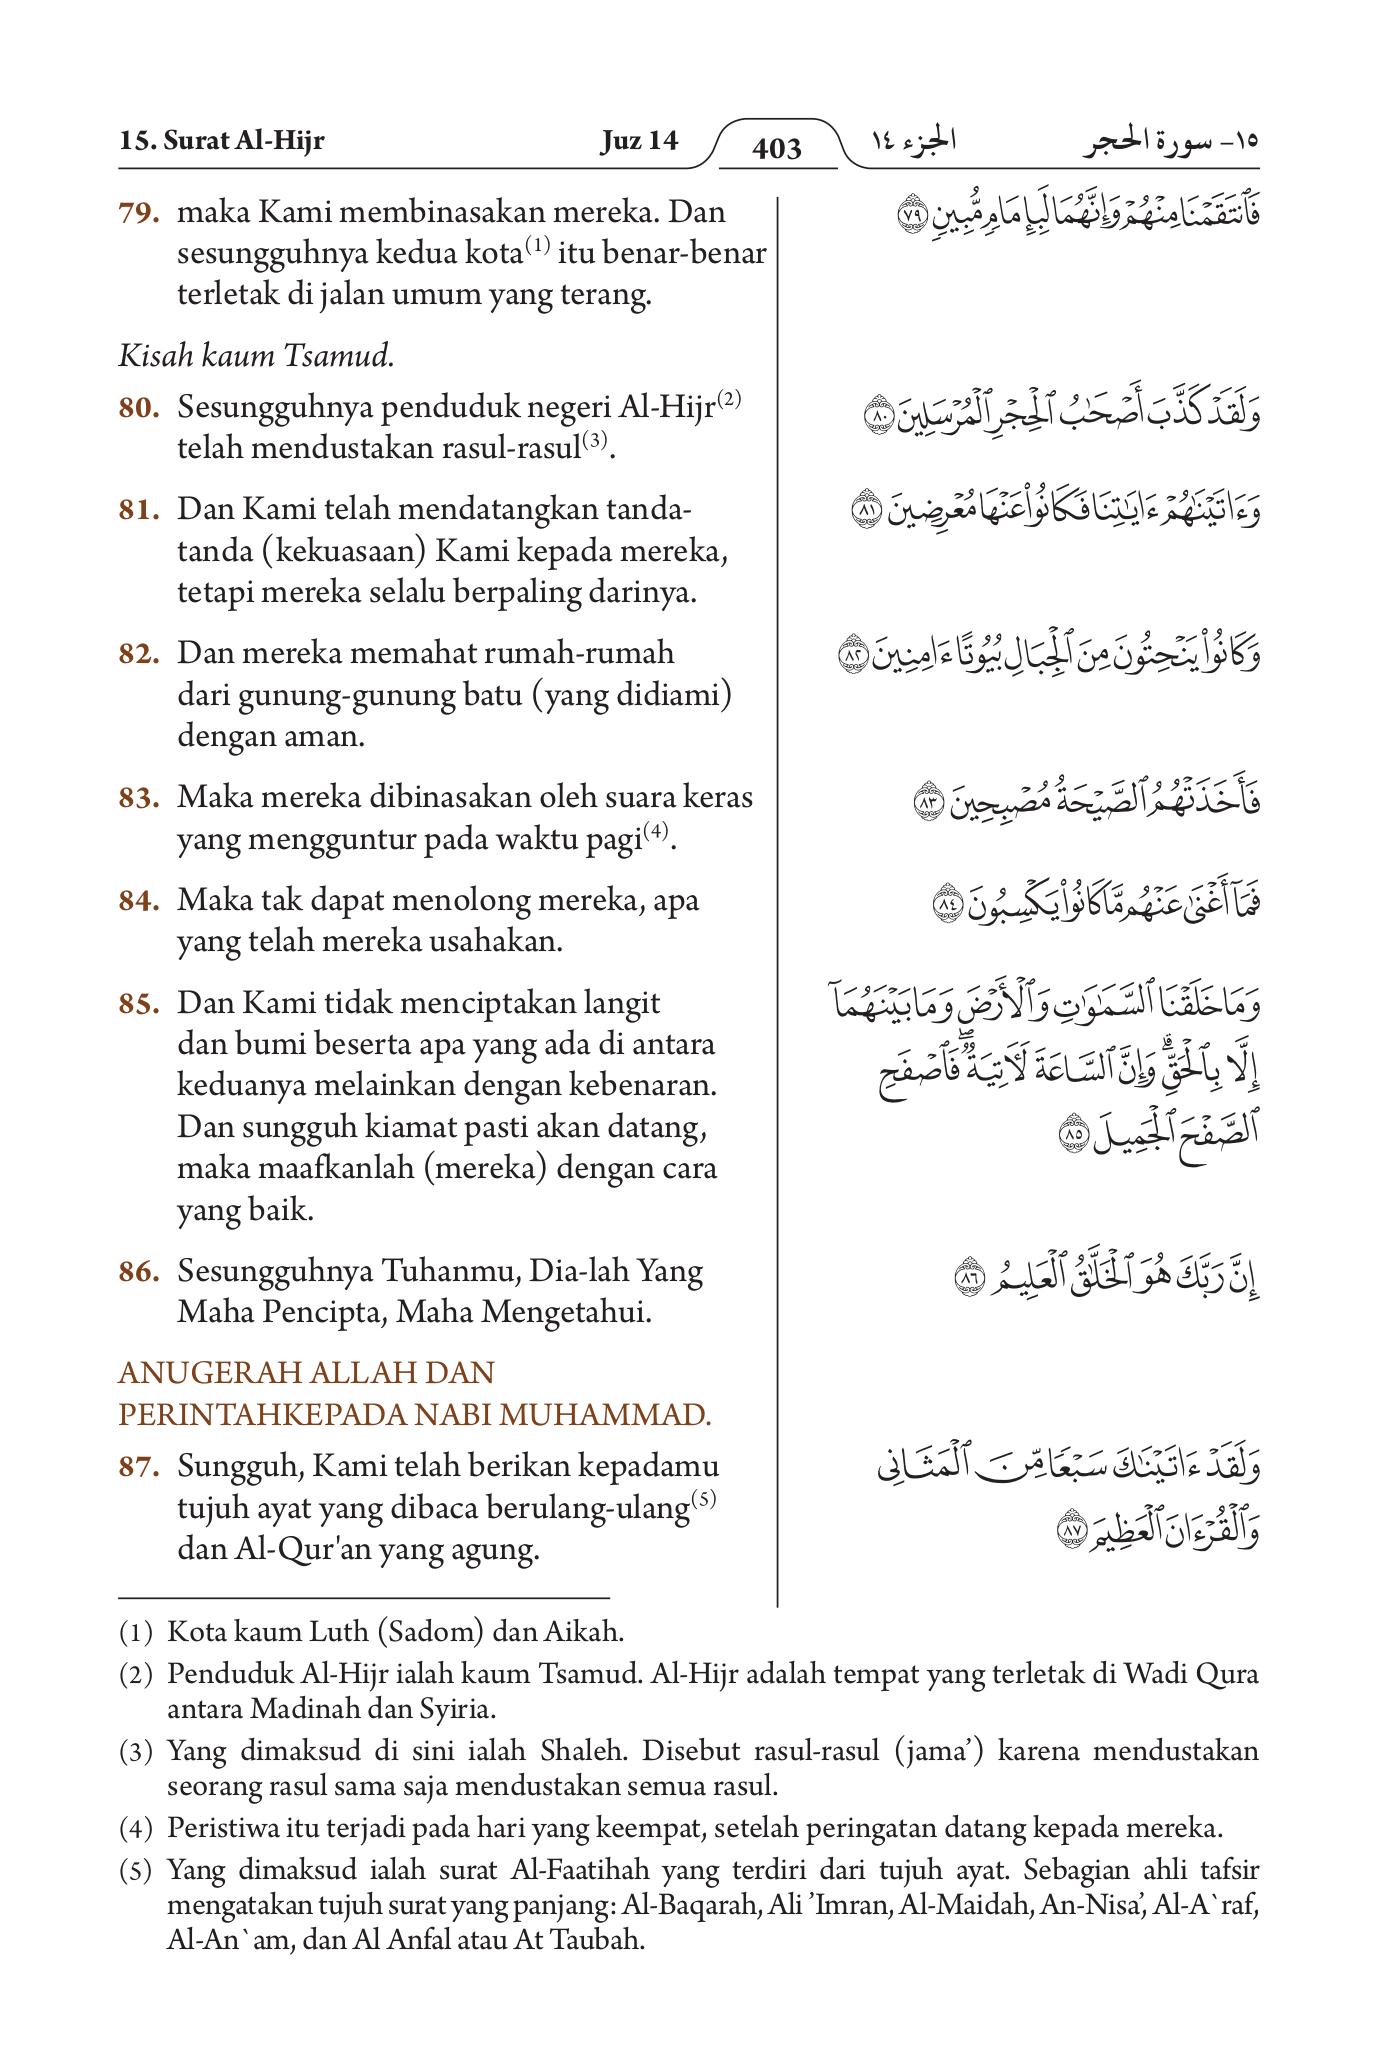 15. Surat Al-Hijr Juz 14 403 الجزء ١٤ ١٥– سورة الحجر
79. maka Kami membinasakan mereka. Dan
sesungguhnya kedua kota(1) itu benar-benar
terletak di jalan umum yang terang.
فَٱنتَقَمْنَا مِنْهُمْ وَإِنَّهُمَا لَبِإِمَامٍ مُّبِينٍ ٧٩
Kisah kaum Tsamud.
80. Sesungguhnya penduduk negeri Al-Hijr(2)
telah mendustakan rasul-rasul(3).
وَلَقَدْ كَذَّبَ أَصْحَٰبُ ٱلْحِجْرِ ٱلْمُرْسَلِينَ ٨٠
81. Dan Kami telah mendatangkan tanda-
tanda (kekuasaan) Kami kepada mereka,
tetapi mereka selalu berpaling darinya.
وَءَاتَيْنَٰهُمْ ءَايَٰتِنَا فَكَانُوا۟ عَنْهَا مُعْرِضِينَ ٨١
82. Dan mereka memahat rumah-rumah
dari gunung-gunung batu (yang didiami)
dengan aman.
وَكَانُوا۟ يَنْحِتُونَ مِنَ ٱلْجِبَالِ بُيُوتًا ءَامِنِينَ ٨٢
83. Maka mereka dibinasakan oleh suara keras
yang mengguntur pada waktu pagi(4).
فَأَخَذَتْهُمُ ٱلصَّيْحَةُ مُصْبِحِينَ ٨٣
84. Maka tak dapat menolong mereka, apa
yang telah mereka usahakan.
فَمَآ أَغْنَىٰ عَنْهُم مَّا كَانُوا۟ يَكْسِبُونَ ٨٤
85. Dan Kami tidak menciptakan langit
dan bumi beserta apa yang ada di antara
keduanya melainkan dengan kebenaran.
Dan sungguh kiamat pasti akan datang,
maka maafkanlah (mereka) dengan cara
yang baik.
وَمَا خَلَقْنَا ٱلسَّمَٰوَٰتِ وَٱلْأَرْضَ وَمَا بَيْنَهُمَآ
إِلَّا بِٱلْحَقِّ ۗ وَإِنَّ ٱلسَّاعَةَ لَءَاتِيَةٌ ۖ فَٱصْفَحِ
ٱلصَّفْحَ ٱلْجَمِيلَ ٨٥
86. Sesungguhnya Tuhanmu, Dia-lah Yang
Maha Pencipta, Maha Mengetahui.
إِنَّ رَبَّكَ هُوَ ٱلْخَلَّٰقُ ٱلْعَلِيمُ ٨٦
ANUGERAH ALLAH DAN
PERINTAHKEPADA NABI MUHAMMAD.
87. Sungguh, Kami telah berikan kepadamu
tujuh ayat yang dibaca berulang-ulang(5)
dan Al-Qur'an yang agung.
وَلَقَدْ ءَاتَيْنَٰكَ سَبْعًا مِّنَ ٱلْمَثَانِى
وَٱلْقُرْءَانَ ٱلْعَظِيمَ ٨٧
(1) Kota kaum Luth (Sadom) dan Aikah.
(2) Penduduk Al-Hijr ialah kaum Tsamud. Al-Hijr adalah tempat yang terletak di Wadi Qura
antara Madinah dan Syiria.
(3) Yang dimaksud di sini ialah Shaleh. Disebut rasul-rasul (jama’) karena mendustakan
seorang rasul sama saja mendustakan semua rasul.
(4) Peristiwa itu terjadi pada hari yang keempat, setelah peringatan datang kepada mereka.
(5) Yang dimaksud ialah surat Al-Faatihah yang terdiri dari tujuh ayat. Sebagian ahli tafsir
mengatakan tujuh surat yang panjang: Al-Baqarah, Ali ’Imran, Al-Maidah, An-Nisa’, Al-A`raf,
Al-An`am, dan Al Anfal atau At Taubah.